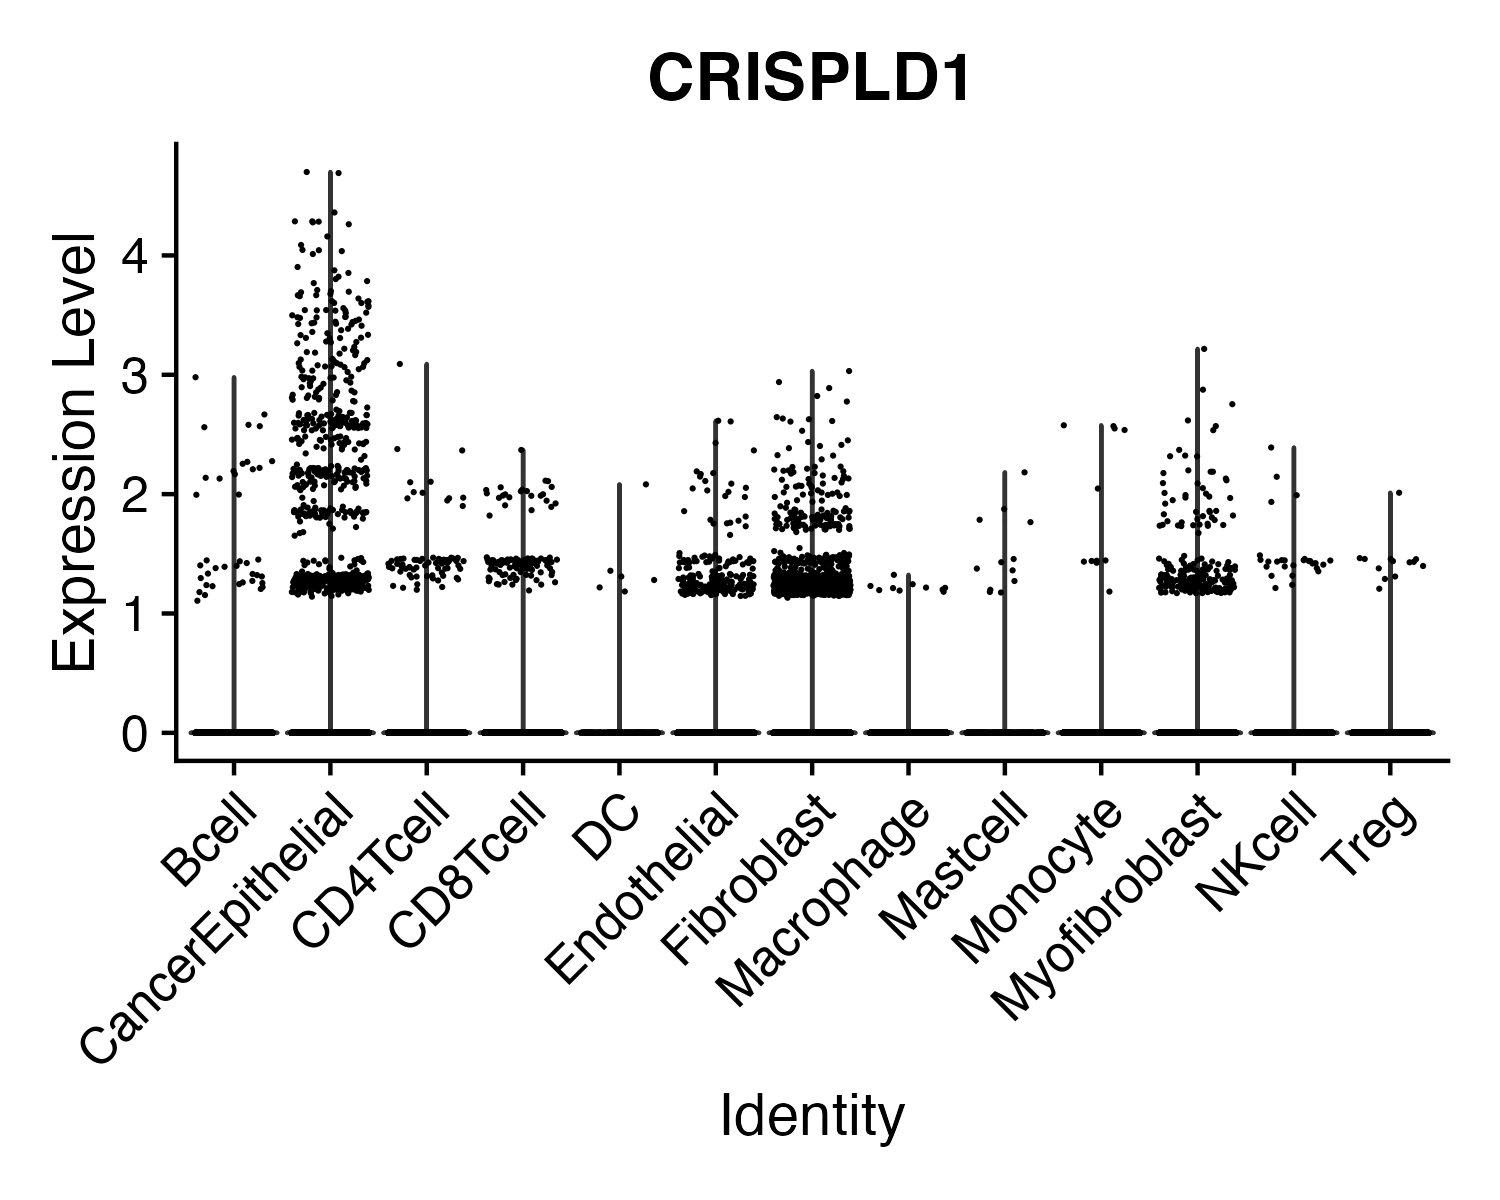 CRISPLD1
Expression Level
4
3
2
1
0
Bcell
CancerEpithelial
CD4Tcell
CD8Tcell
DC
Endothelial
Fibroblast
Macrophage
Mastcell
Monocyte
Myofibroblast
NKcell
Treg
Identity